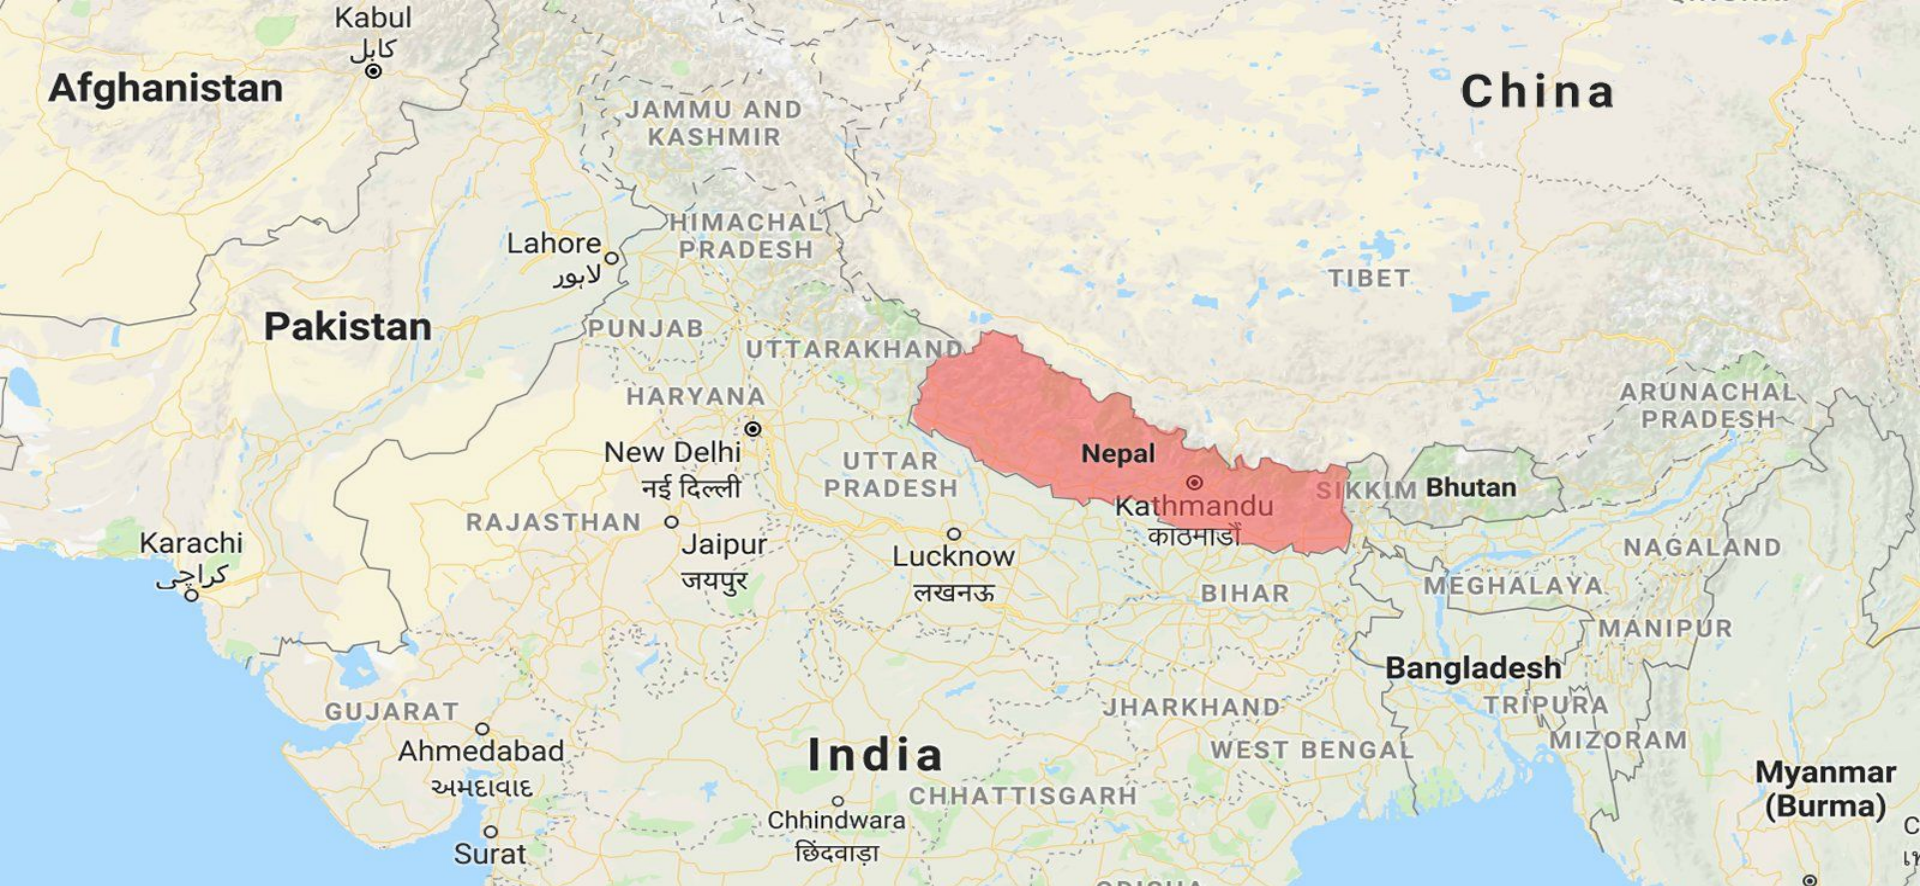 Kabul
کابل
Afghanistan
China
JAMMU AND
KASHMIR
HIMACHAL
PRADESH
Lahore
لاہور
TIBET
Pakistan
PUNJAB
UTTARAKHAND
HARYANA
ARUNACHAL
PRADESH
New Delhi
नई दिल्ली
Nepal
UTTAR
PRADESH
SIKKIM
Bhutan
Kathmandu
काठमाडौं
RAJASTHAN
Jaipur
जयपुर
Karachi
کراچی
Lucknow
लखनऊ
NAGALAND
BIHAR
MEGHALAYA
MANIPUR
Bangladesh
GUJARAT
JHARKHAND
TRIPURA
Ahmedabad
અમદાવાદ
India
WEST BENGAL
MIZORAM
CHHATTISGARH
Myanmar
(Burma)
Chhindwara
छिंदवाड़ा
Surat